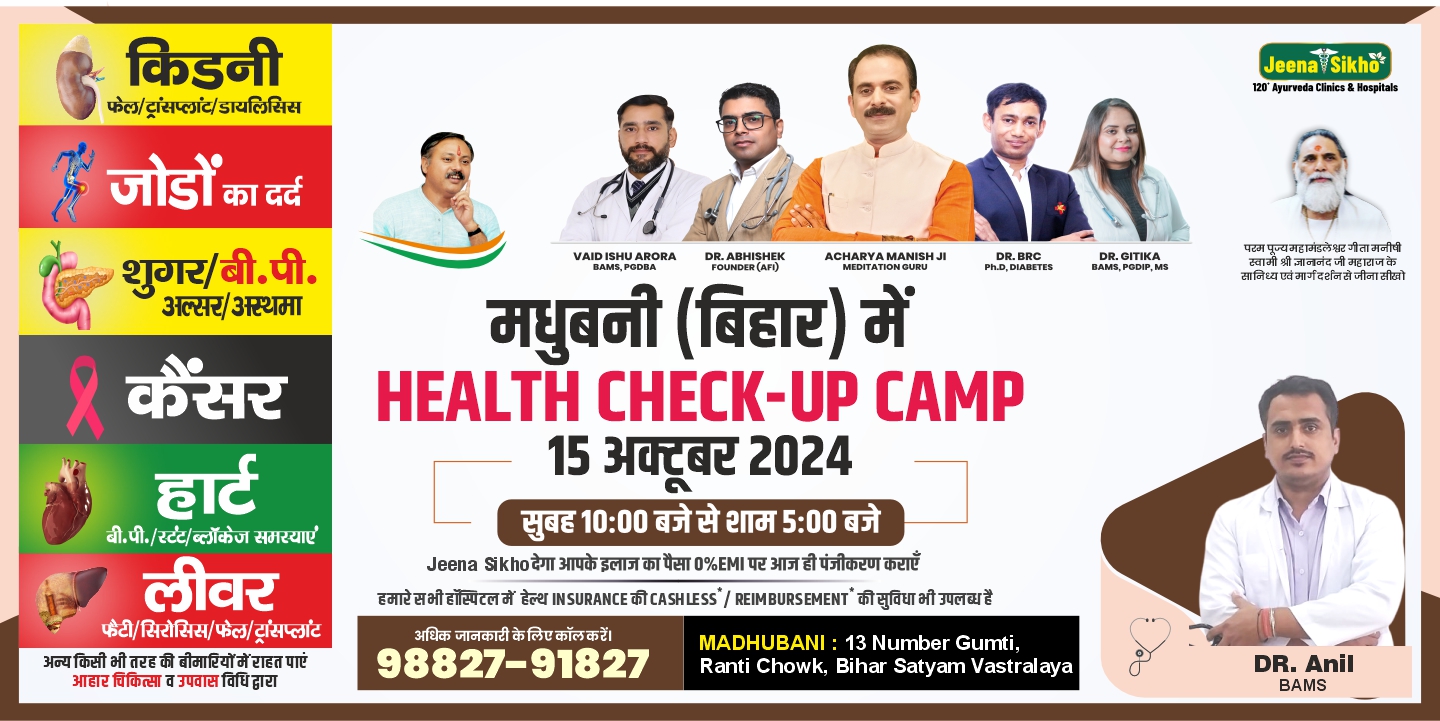 किडनी
फेल/ट्रांसप्लांट/डायलिसिस
जोडों का दर्द
शुगर/बी.पी.
अल्सर/अस्थमा
कैंसर
हार्ट
बी.पी./स्टंट/ब्लॉकेज समस्याएं
लीवर
फैटी/सिरोसिस/फेल/ट्रांसप्लांट
अन्य किसी भी तरह की बीमारियों में राहत पाएं
आहार चिकित्सा व उपवास विधि द्वारा
Jeena Sikho
120+ Ayurveda Clinics & Hospitals
VAID ISHU ARORA
BAMS, PGDBA
DR. ABHISHEK
FOUNDER (AFI)
ACHARYA MANISH JI
MEDITATION GURU
DR. BRC
Ph.D, DIABETES
DR. GITIKA
BAMS, PGDIP, MS
परम पूज्य महामंडलेश्वर गीता मनीषी
स्वामी श्री ज्ञानानंद जी महाराज के
सानिध्य एवं मार्गदर्शन से जीना सीखो
मधुबनी (बिहार) में
HEALTH CHECK-UP CAMP
15 अक्टूबर 2024
सुबह 10:00 बजे से शाम 5:00 बजे
Jeena Sikho देगा आपके इलाज का पैसा 0%EMI पर आज ही पंजीकरण कराएँ
हमारे सभी हॉस्पिटल में हेल्थ INSURANCE की CASHLESS*/ REIMBURSEMENT* की सुविधा भी उपलब्ध है
अधिक जानकारी के लिए कॉल करें।
98827-91827
MADHUBANI : 13 Number Gumti,
Ranti Chowk, Bihar Satyam Vastralaya
DR. Anil
BAMS